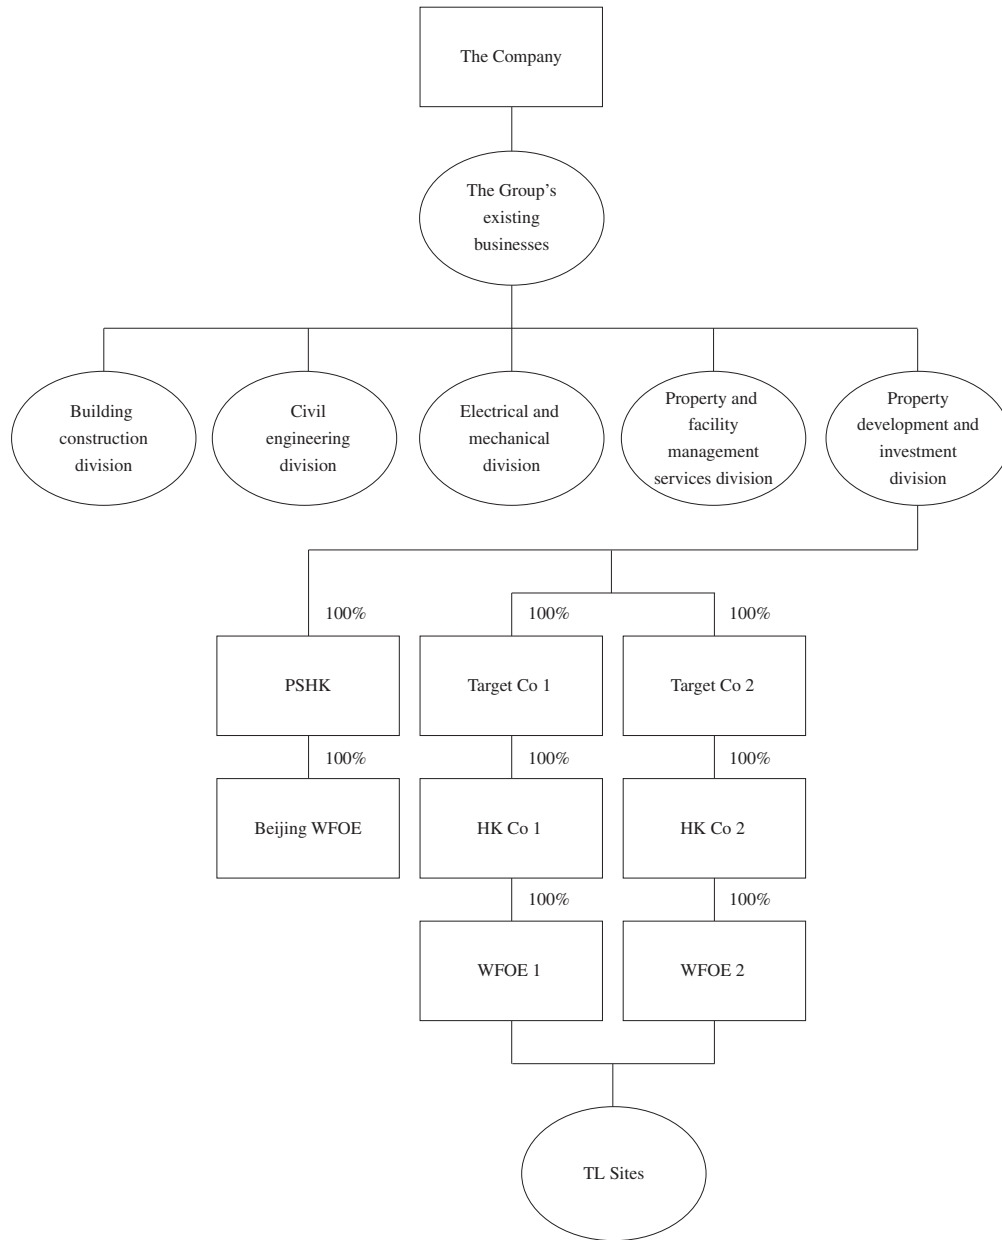 The Company
The Group’s
existing
businesses
Building
construction
division
Civil
engineering
division
Electrical and
mechanical
division
Property and
facility
management
services division
Property
development and
investment
division
100%
100%
100%
PSHK
Target Co 1
Target Co 2
100%
100%
100%
Beijing WFOE
HK Co 1
HK Co 2
100%
100%
WFOE 1
WFOE 2
TL Sites